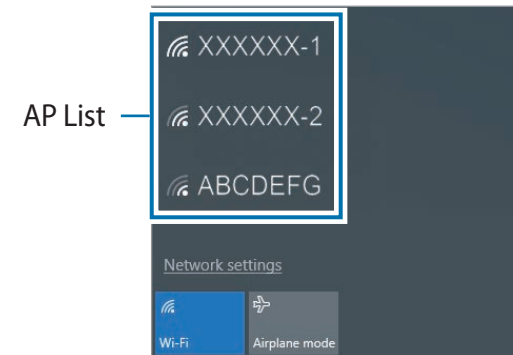 XXXXXX-1
AP List
XXXXXX-2
ABCDEFG
Network settings
Wi-Fi
Airplane mode